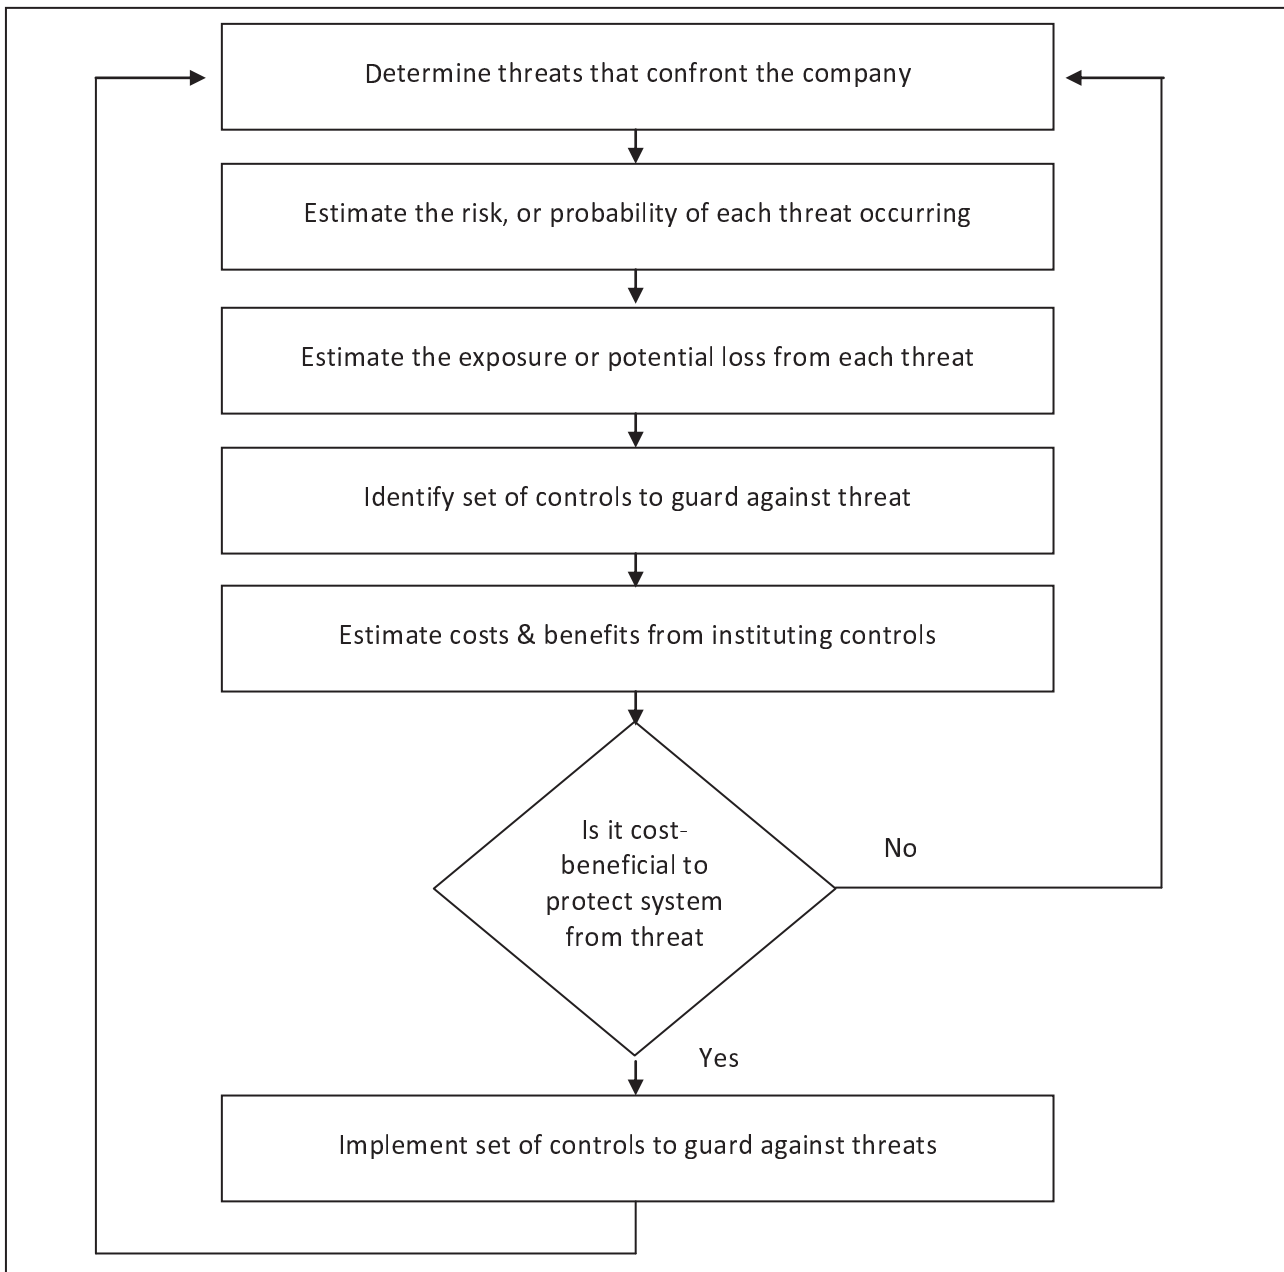 Determine threats that confront the company
Estimate the risk, or probability of each threat occurring
Estimate the exposure or potential loss from each threat
Identify set of controls to guard against threat
Estimate costs & benefits from instituting controls
Is it cost-
beneficial to
protect system
from threat
No
Yes
Implement set of controls to guard against threats